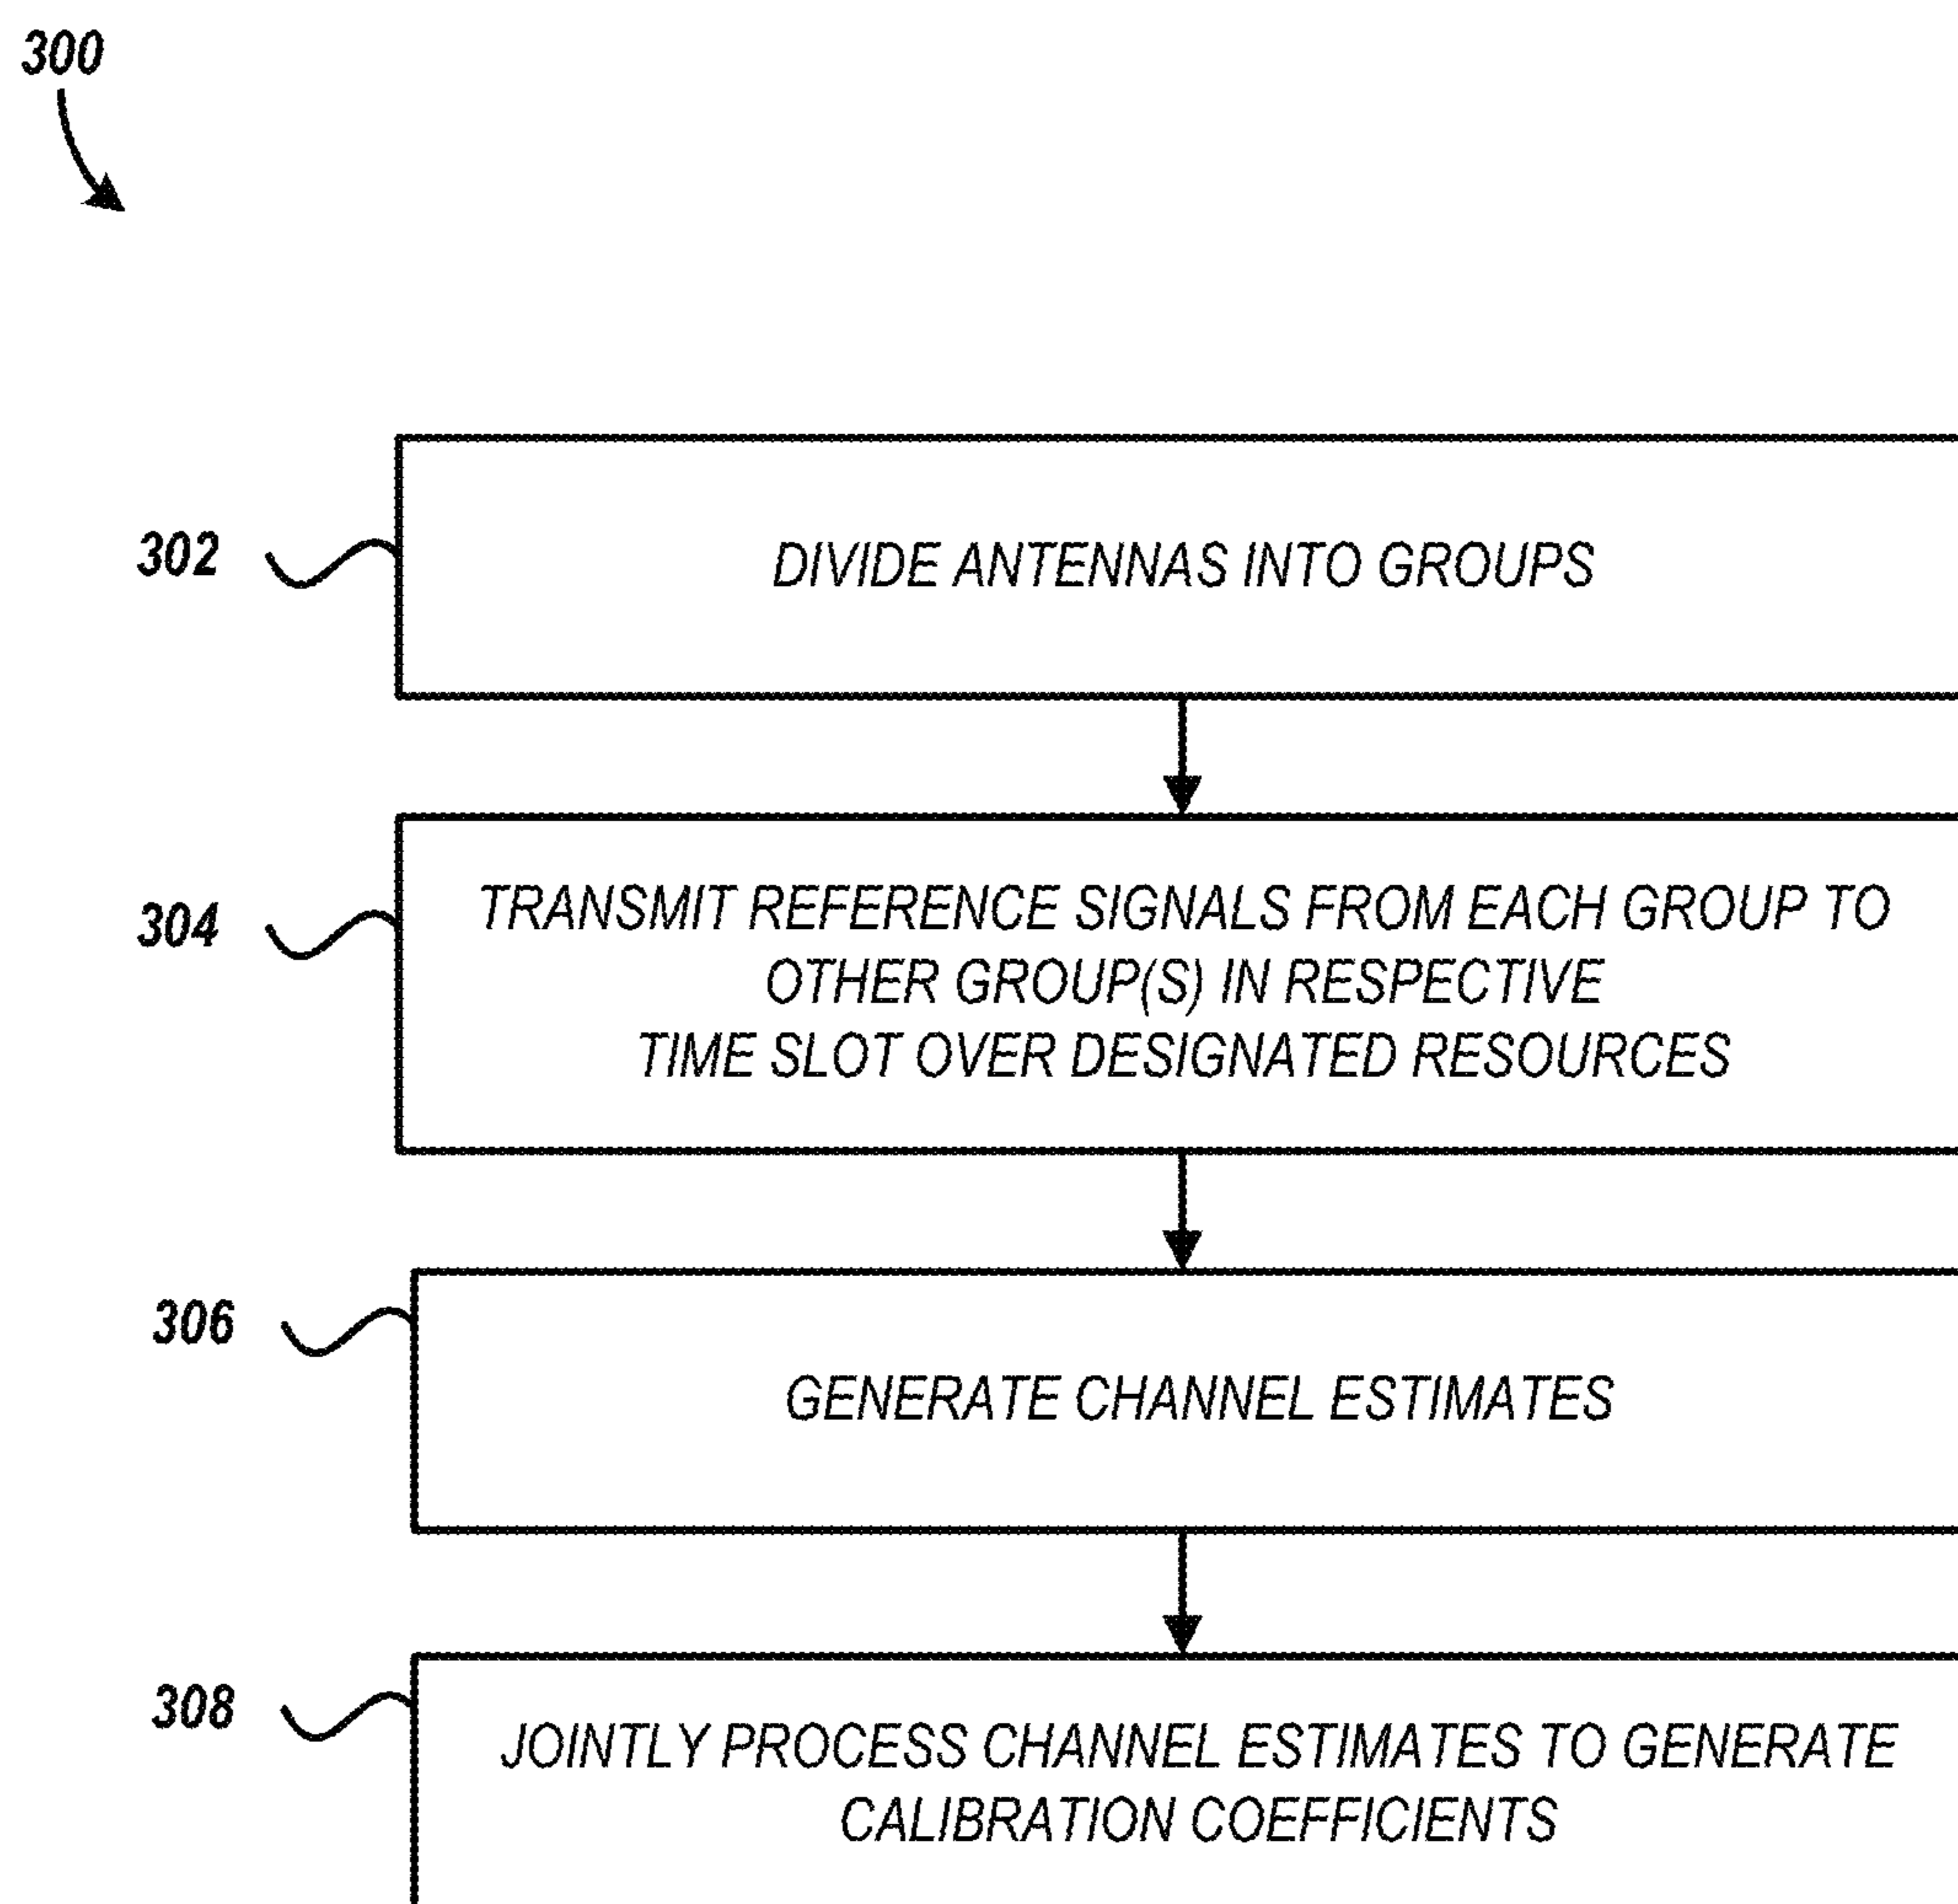 300
302
DIVIDE ANTENNAS INTO GROUPS
304
TRANSMIT REFERENCE SIGNALS FROM EACH GROUP TO
OTHER GROUP(S) IN RESPECTIVE
TIME SLOT OVER DESIGNATED RESOURCES
306
GENERATE CHANNEL ESTIMATES
308
JOINTLY PROCESS CHANNEL ESTIMATES TO GENERATE
CALIBRATION COEFFICIENTS